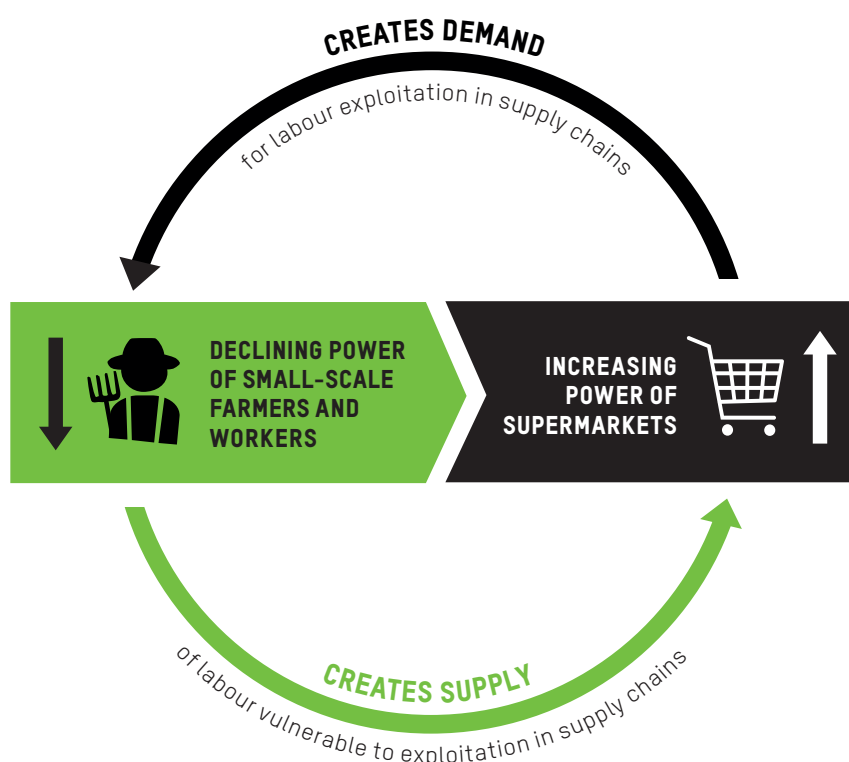 CREATES DEMAND
for labour exploitation in supply chains
DECLINING POWER
OF SMALL-SCALE
FARMERS AND
WORKERS
INCREASING
POWER OF
SUPERMARKETS
CREATES SUPPLY
of labour vulnerable to exploitation in supply chains